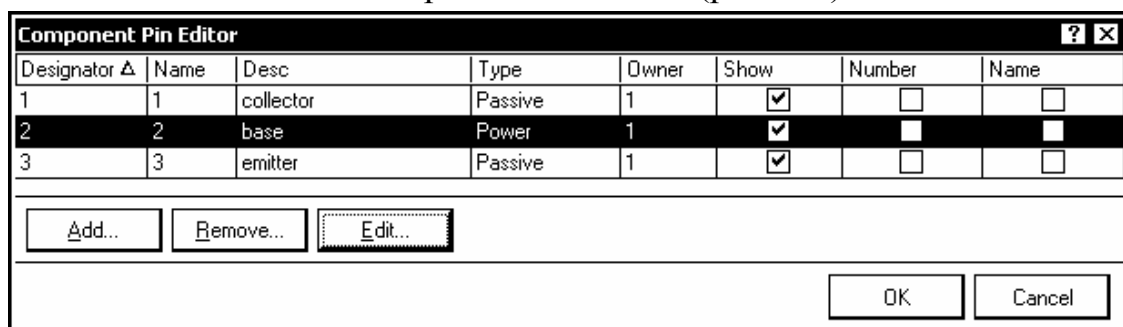 Component Pin Editor ? X
Designator Δ Name Desc Type Owner Show Number Name
1 1 collector Passive 1
2 2 base Power 1
3 3 emitter Passive 1
Add... Remove... Edit...
OK Cancel